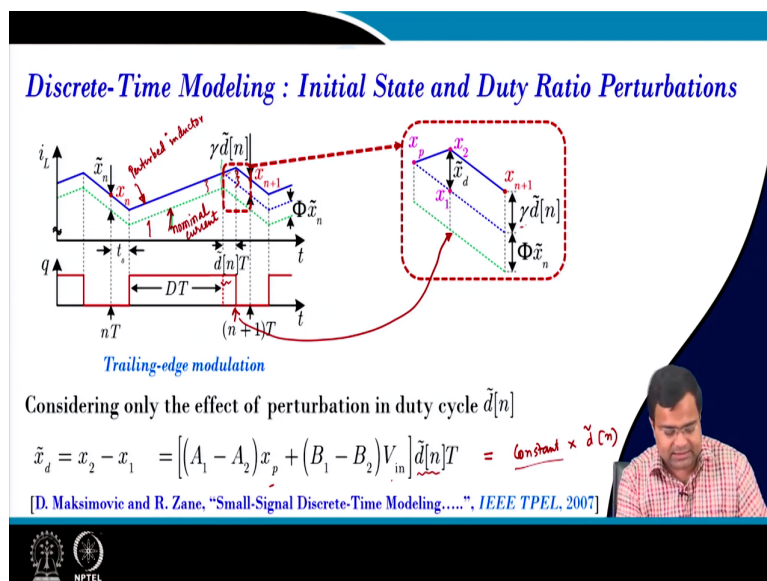 Discrete-Time Modeling : Initial State and Duty Ratio Perturbations
i_L
x̃_n
x_n
Perturbed inductor
nominal
current
γd̃[n]
x_{n+1}
Φx̃_n
t_s
t
x_p
x_2
x̃_d
x_1
x_{n+1}
γd̃[n]
Φx̃_n
q
DT
d̃[n]T
nT
(n+1)T
t
Trailing-edge modulation
Considering only the effect of perturbation in duty cycle d̃[n]
x̃_d = x_2 − x_1 = [(A_1 − A_2)x_p + (B_1 − B_2)V_in]d̃[n]T = constant × d̃[n]
[D. Maksimovic and R. Zane, “Small-Signal Discrete-Time Modeling.....”, IEEE TPEL, 2007]
NPTEL